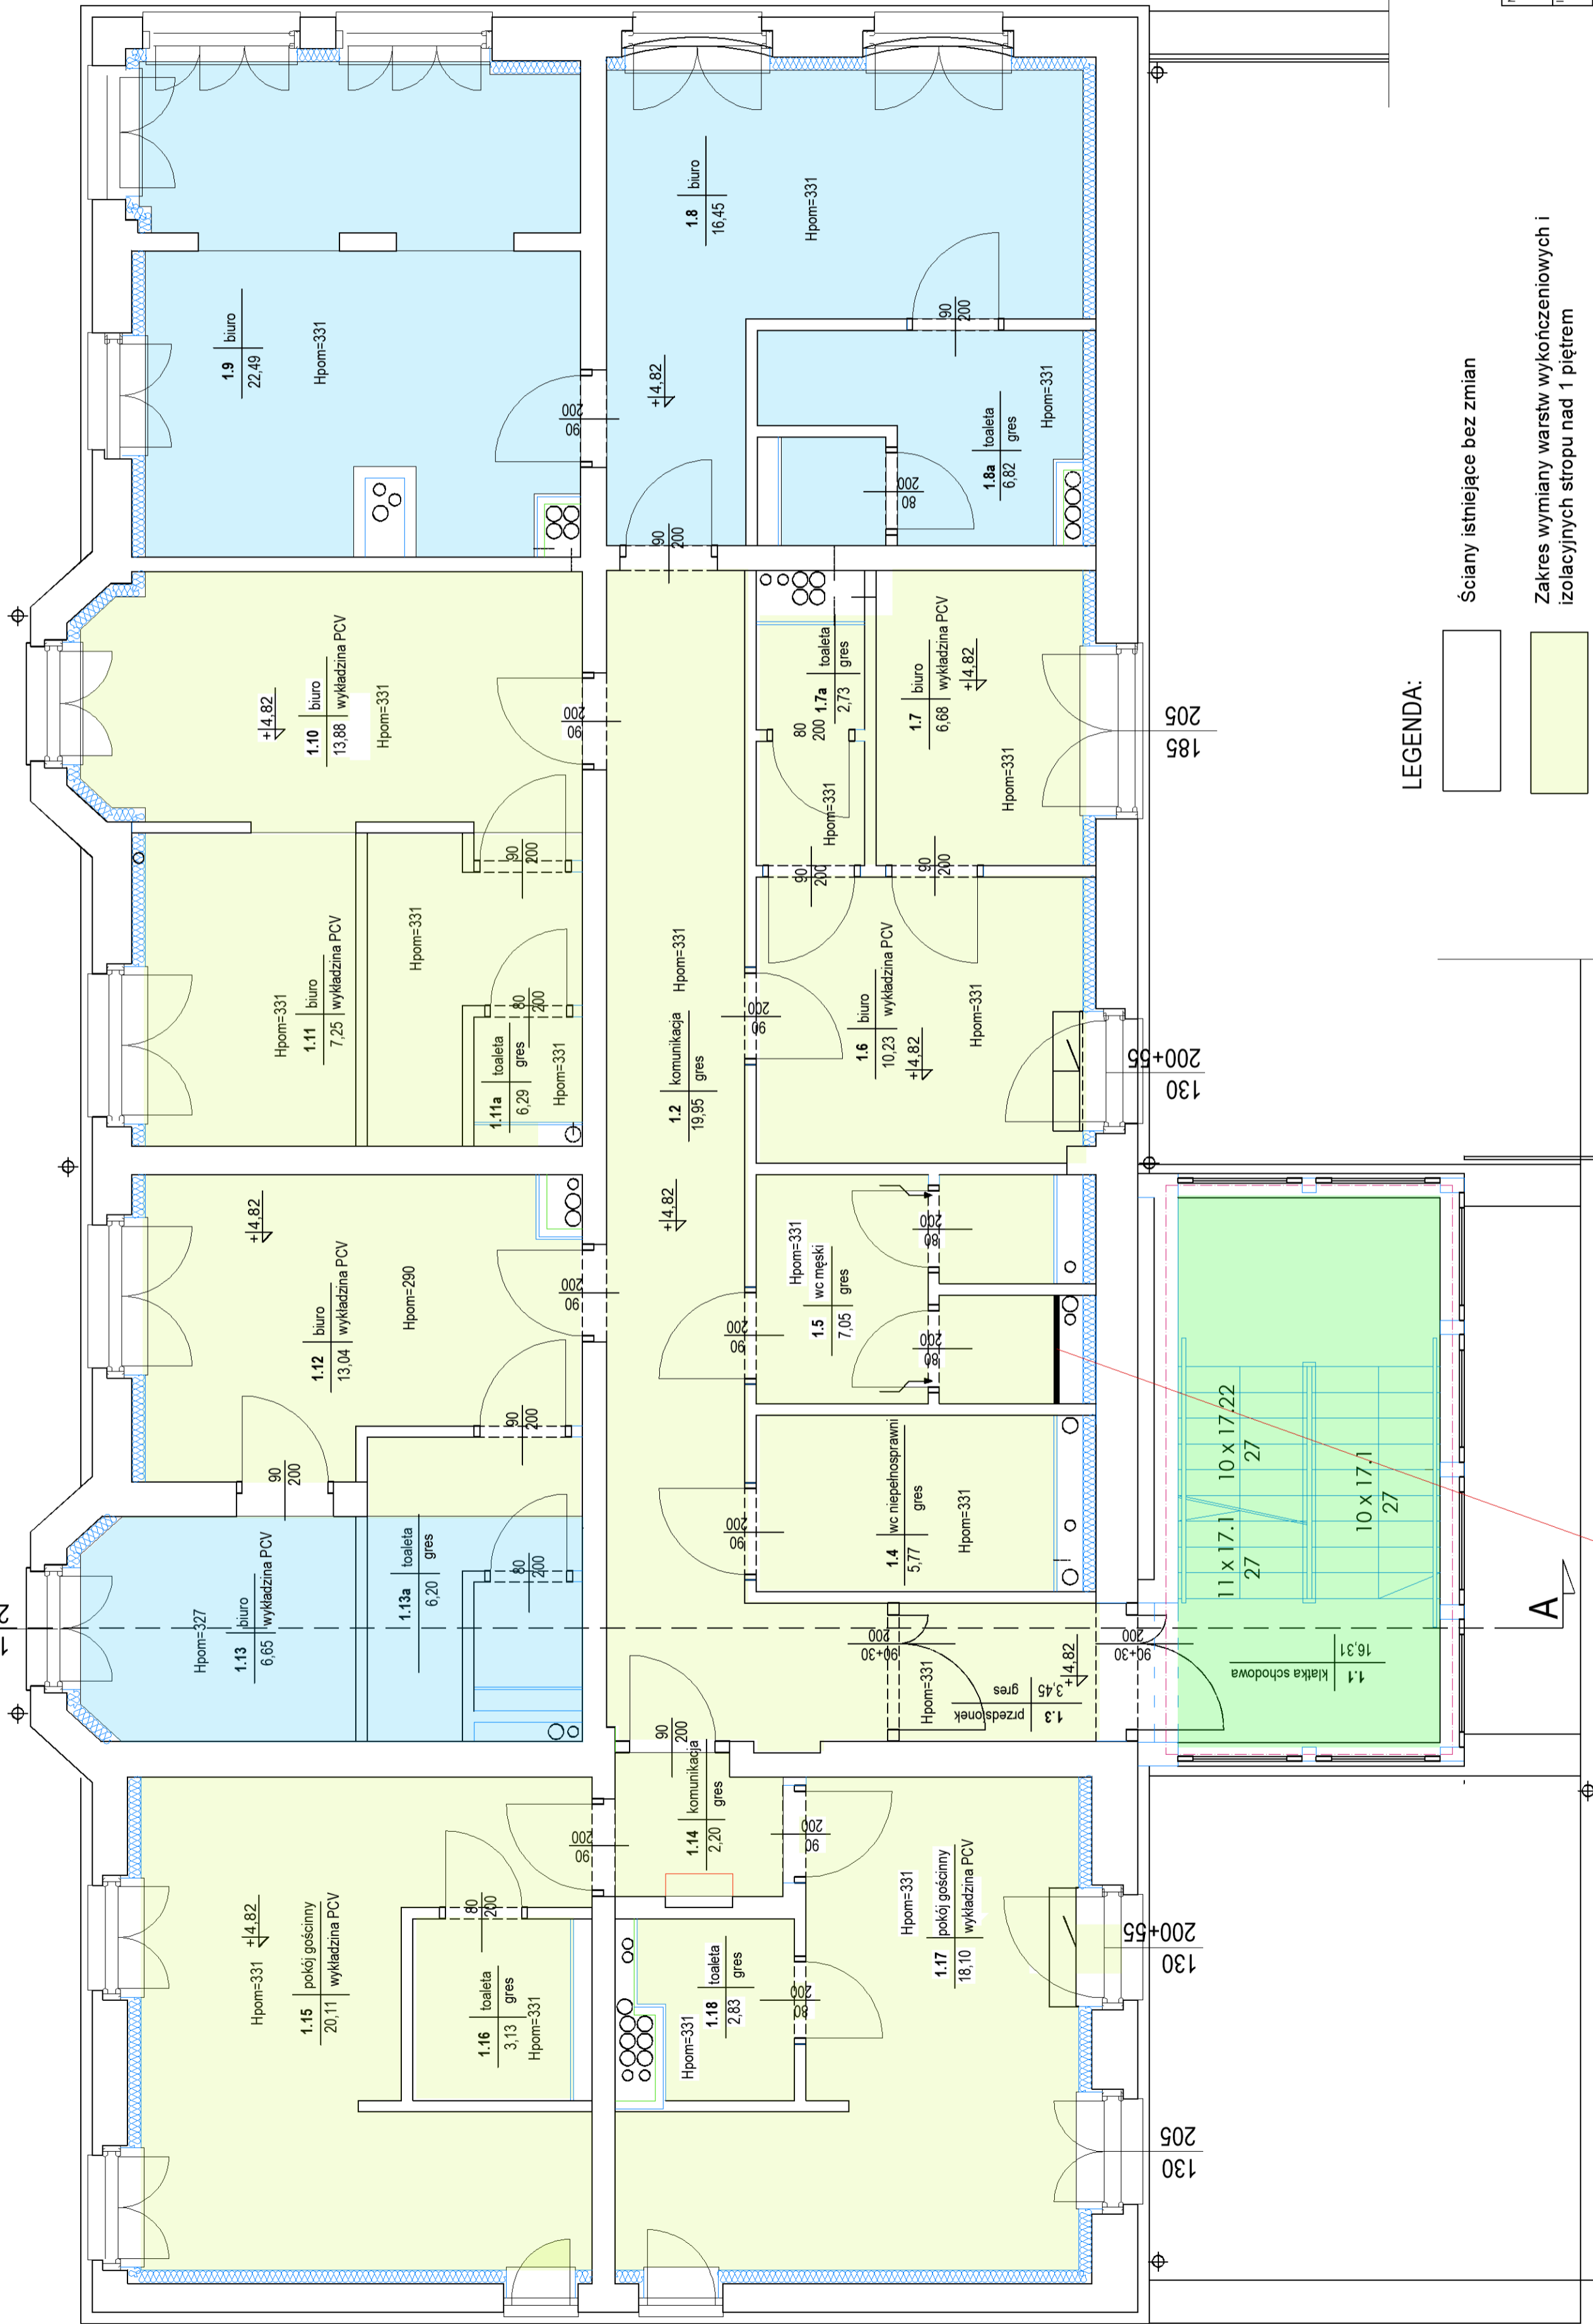 1.15 pokój gościnny
20,11 wykładzina PCV
Hpom=331
+4,82
1.16 toaleta
3,13 gres
Hpom=331
80
200
90
200
1.13 biuro
6,65 wykładzina PCV
Hpom=327
1.13a toaleta
6,20 gres
80
200
90
200
90
200
1.12 biuro
13,04 wykładzina PCV
Hpom=290
+4,82
90
200
1.11 biuro
7,25 wykładzina PCV
Hpom=331
1.11a toaleta
6,29 gres
Hpom=331
80
200
Hpom=331
90
200
1.10 biuro
13,88 wykładzina PCV
Hpom=331
+4,82
90
200
1.9 biuro
22,49
Hpom=331
90
200
1.14 komunikacja
2,20 gres
90
200
90
200
1.2 komunikacja
19,95 gres
Hpom=331
+4,82
1.18 toaleta
2,83 gres
Hpom=331
80
200
1.17 pokój gościnny
18,10 wykładzina PCV
Hpom=331
1.3 przedsionek
3,45 gres
Hpom=331
+4,82
90+30
200
90+30
200
1.4 wc niepełnosprawni
5,77 gres
Hpom=331
90
200
1.5 wc męski
7,05 gres
Hpom=331
90
200
80
200
80
200
1.6 biuro
10,23 wykładzina PCV
+4,82
Hpom=331
90
200
90
200
90
200
1.7a toaleta
2,73 gres
80
200
Hpom=331
1.7 biuro
6,68 wykładzina PCV
+4,82
Hpom=331
1.8 biuro
16,45
Hpom=331
+4,82
90
200
1.8a toaleta
6,82 gres
Hpom=331
80
200
90
200
130
205
130
200+55
130
200+55
185
205
1.1 klatka schodowa
16,31
11 x 17.1
27
10 x 17.22
27
10 x 17.1
27
A
LEGENDA:
Ściany istniejące bez zmian
Zakres wymiany warstw wykończeniowych i
izolacyjnych stropu nad 1 piętrem